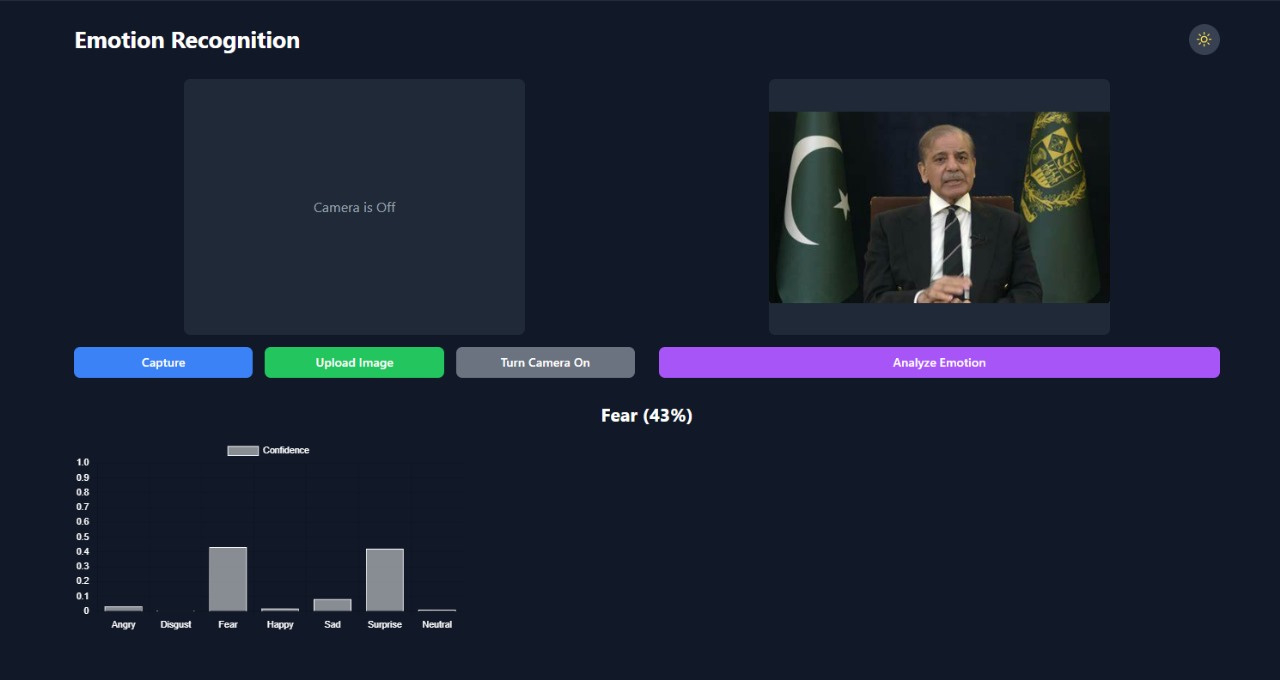 Emotion Recognition
Camera is Off
Capture
Upload Image
Turn Camera On
Analyze Emotion
Fear (43%)
Confidence
1.0
0.9
0.8
0.7
0.6
0.5
0.4
0.3
0.2
0.1
0
Angry Disgust Fear Happy Sad Surprise Neutral